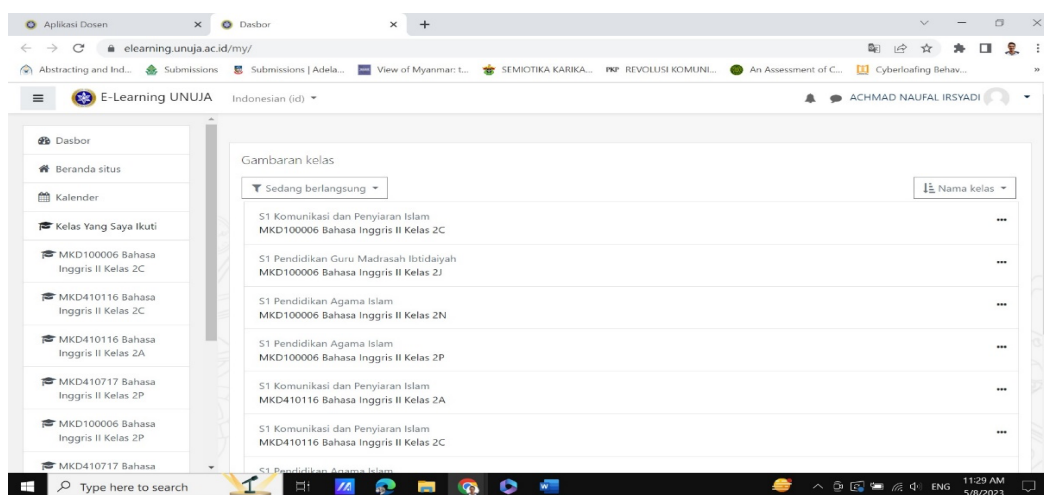 Aplikasi Dosen
Dasbor
elearning.unuja.ac.id/my/
Abstracting and Ind...
Submissions
Submissions | Adela...
View of Myanmar: t...
SEMIOTIKA KARIKA...
PKP REVOLUSI KOMUNI...
An Assessment of C...
Cyberloafing Behav...
E-Learning UNUJA
Indonesian (id)
ACHMAD NAUFAL IRSYADI
Dasbor
Beranda situs
Kalender
Kelas Yang Saya Ikuti
MKD100006 Bahasa
Inggris II Kelas 2C
MKD410116 Bahasa
Inggris II Kelas 2C
MKD410116 Bahasa
Inggris II Kelas 2A
MKD410717 Bahasa
Inggris II Kelas 2P
MKD100006 Bahasa
Inggris II Kelas 2P
MKD410717 Bahasa
Gambaran kelas
Sedang berlangsung
Nama kelas
S1 Komunikasi dan Penyiaran Islam
MKD100006 Bahasa Inggris II Kelas 2C
S1 Pendidikan Guru Madrasah Ibtidaiyah
MKD100006 Bahasa Inggris II Kelas 2J
S1 Pendidikan Agama Islam
MKD100006 Bahasa Inggris II Kelas 2N
S1 Pendidikan Agama Islam
MKD100006 Bahasa Inggris II Kelas 2P
S1 Komunikasi dan Penyiaran Islam
MKD410116 Bahasa Inggris II Kelas 2A
S1 Komunikasi dan Penyiaran Islam
MKD410116 Bahasa Inggris II Kelas 2C
S1 Pendidikan Agama Islam
Type here to search
ENG
11:29 AM
5/8/2023